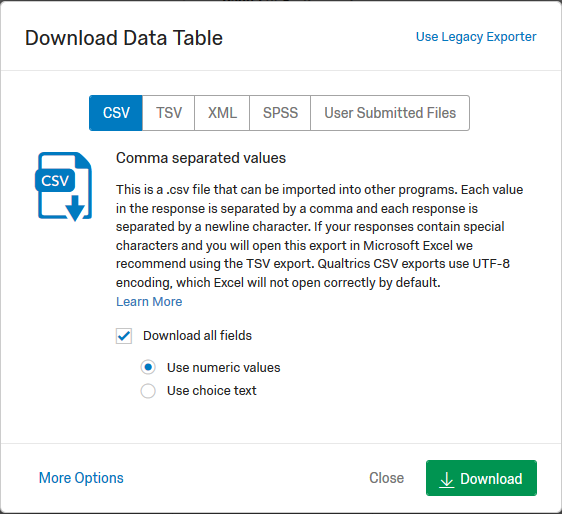 Download Data Table
Use Legacy Exporter
CSV
TSV
XML
SPSS
User Submitted Files
CSV
Comma separated values
This is a .csv file that can be imported into other programs. Each value
in the response is separated by a comma and each response is
separated by a newline character. If your responses contain special
characters and you will open this export in Microsoft Excel we
recommend using the TSV export. Qualtrics CSV exports use UTF-8
encoding, which Excel will not open correctly by default.
Learn More
Download all fields
Use numeric values
Use choice text
More Options
Close
Download